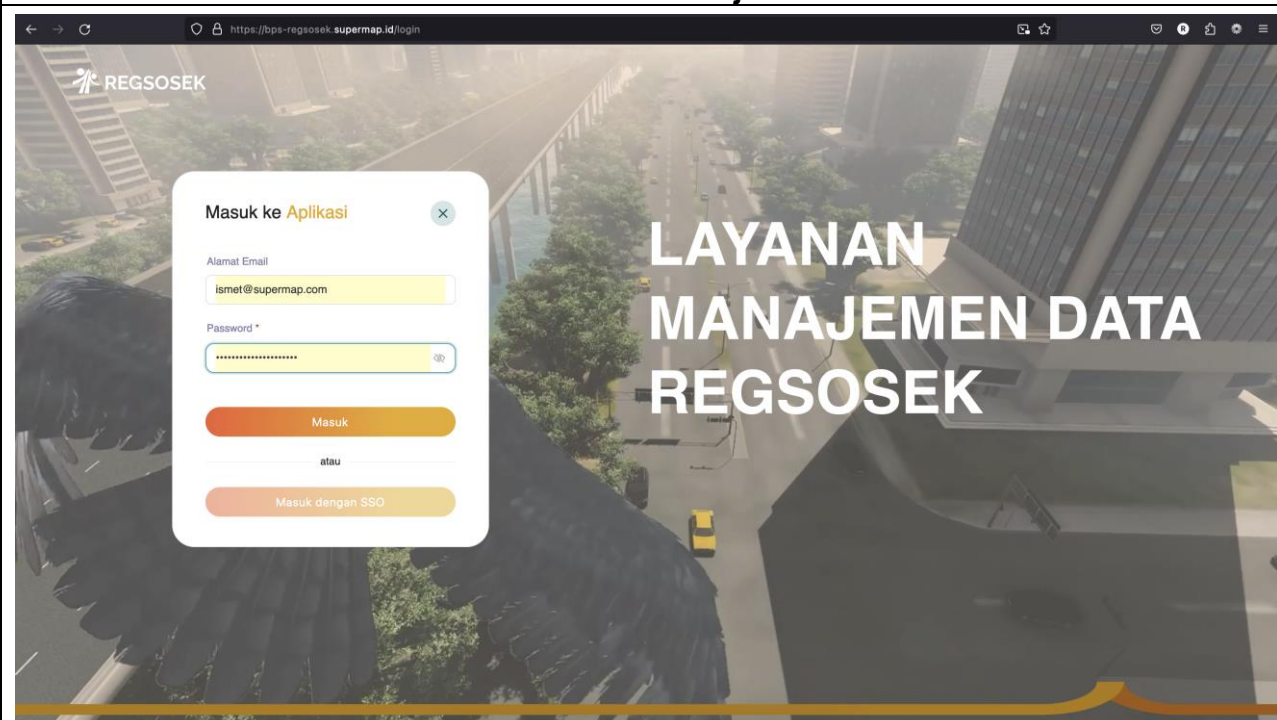 https://bps-regsosek.supermap.id/login
REGSOSEK
Masuk ke Aplikasi
Alamat Email
ismet@supermap.com
Password *
•••••••••••••••••••••
Masuk
atau
Masuk dengan SSO
LAYANAN
MANAJEMEN DATA
REGSOSEK